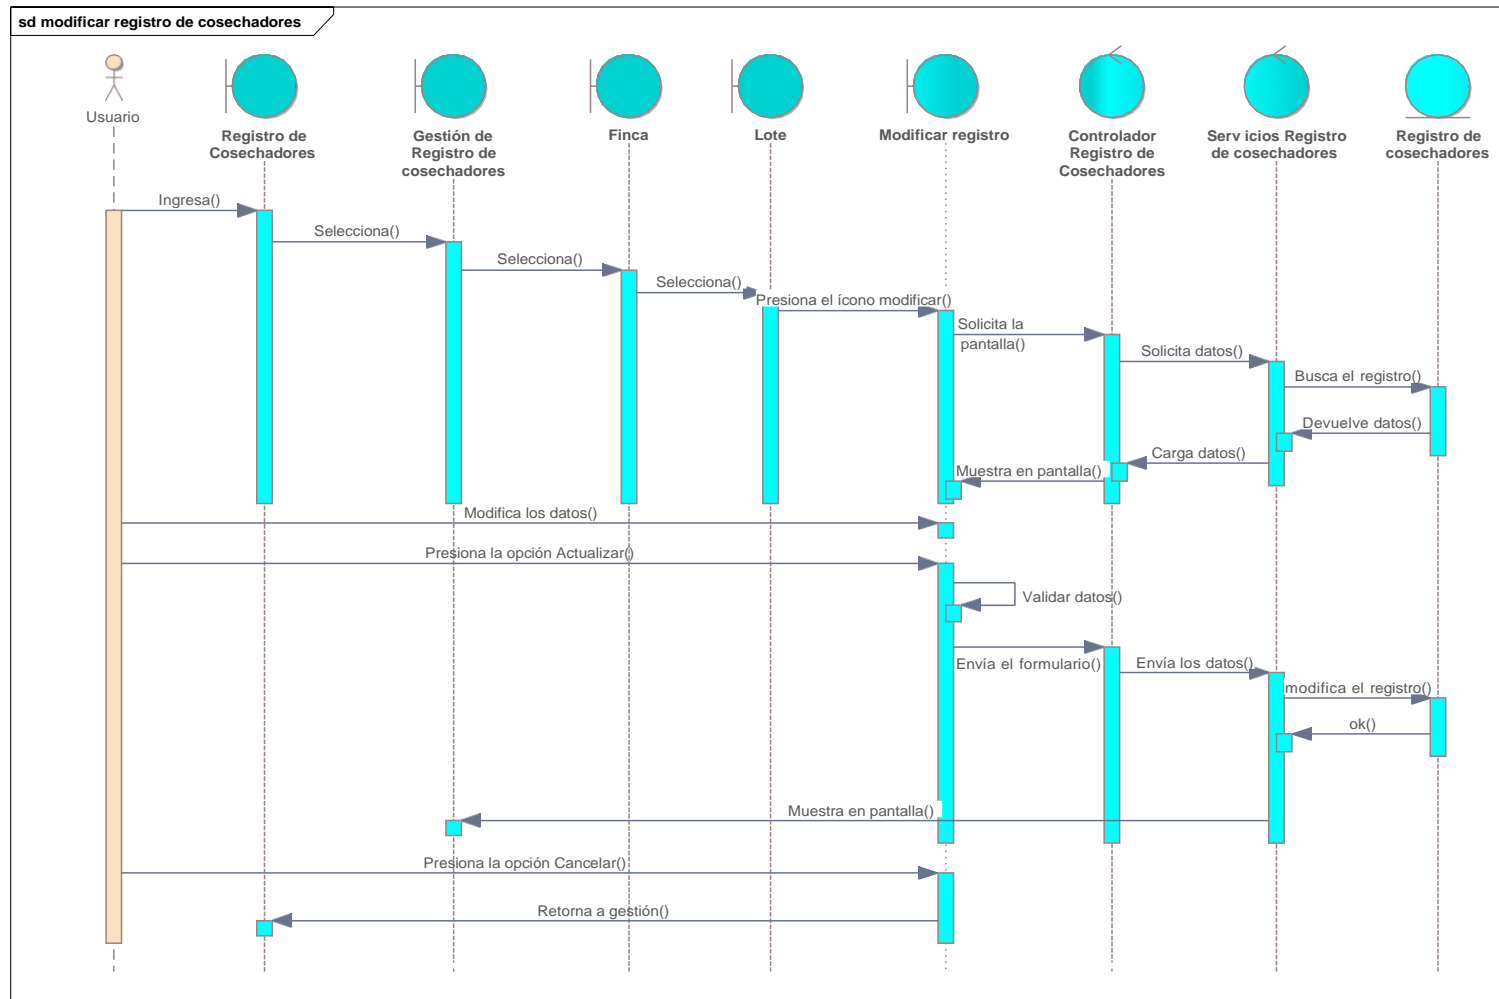 sd modificar registro de cosechadores
Usuario
Registro de
Cosechadores
Gestión de
Registro de
cosechadores
Finca
Lote
Modificar registro
Controlador
Registro de
Cosechadores
Serv icios Registro
de cosechadores
Registro de
cosechadores
Ingresa()
Selecciona()
Selecciona()
Selecciona()
Presiona el ícono modificar()
Solicita la
pantalla()
Solicita datos()
Busca el registro()
Devuelve datos()
Carga datos()
Muestra en pantalla()
Modifica los datos()
Presiona la opción Actualizar()
Validar datos()
Envía el formulario()
Envía los datos()
modifica el registro()
ok()
Muestra en pantalla()
Presiona la opción Cancelar()
Retorna a gestión()